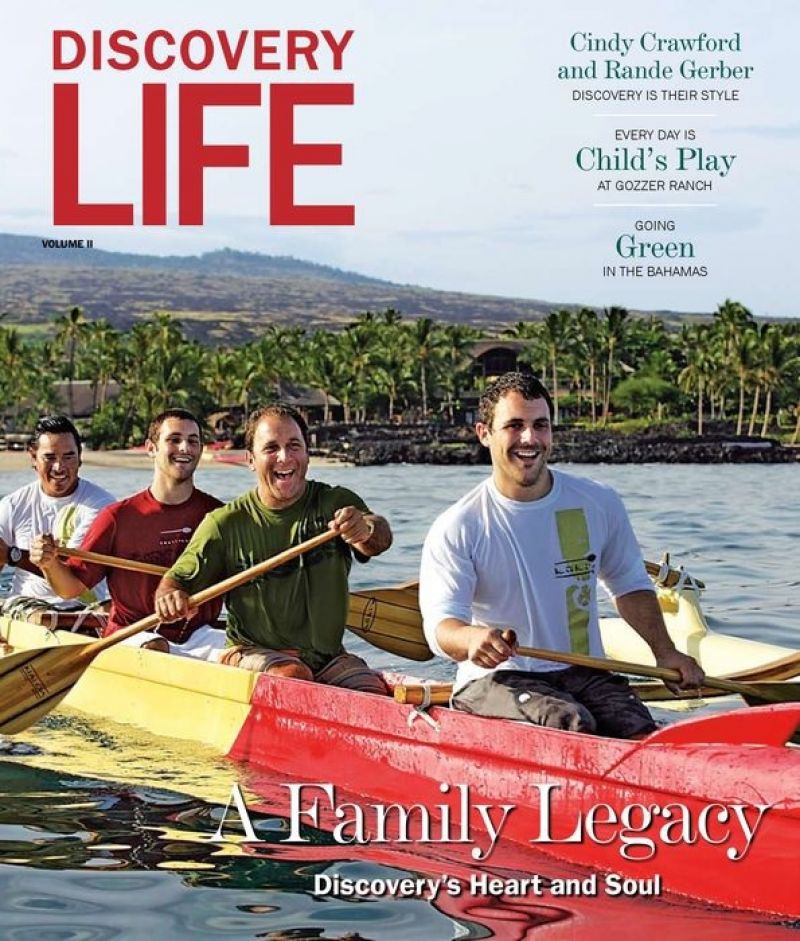 DISCOVERY
LIFE
VOLUME II
Cindy Crawford
and Rande Gerber
DISCOVERY IS THEIR STYLE
EVERY DAY IS
Child's Play
AT GOZZER RANCH
GOING
Green
IN THE BAHAMAS
A Family Legacy
Discovery's Heart and Soul